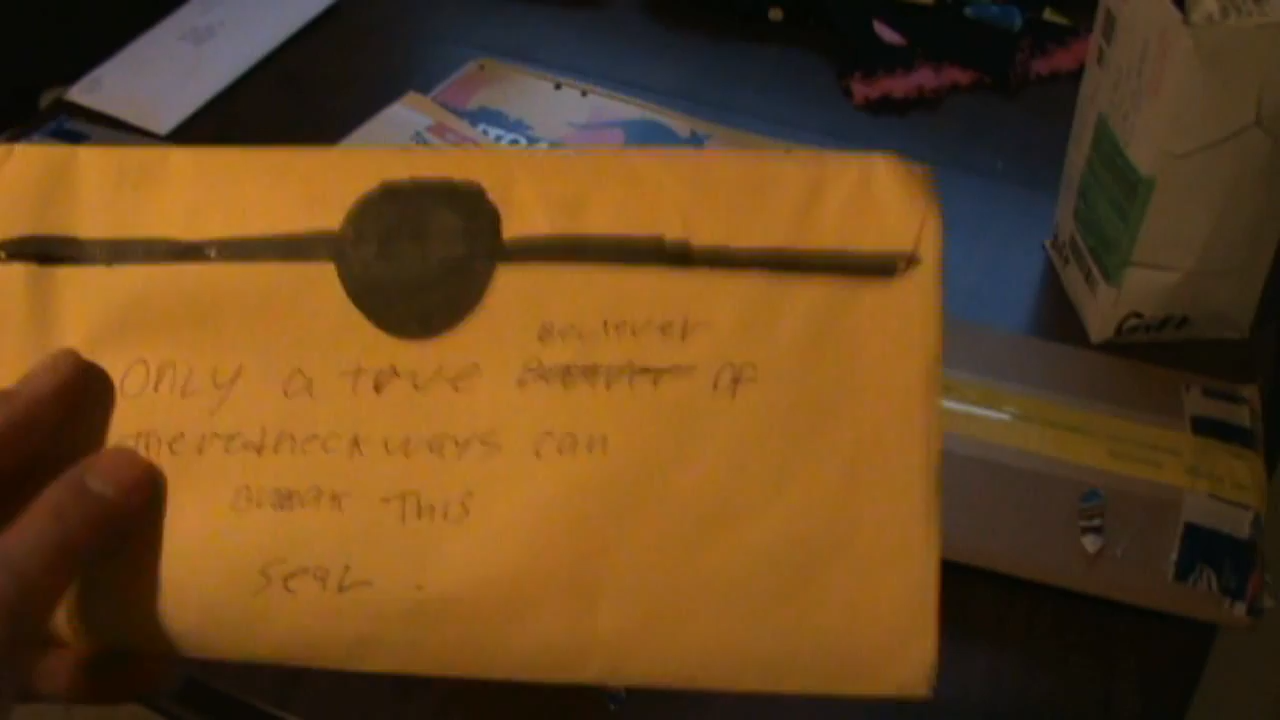 believer
ONLY a true of
the redneck ways can
break This
seaL.